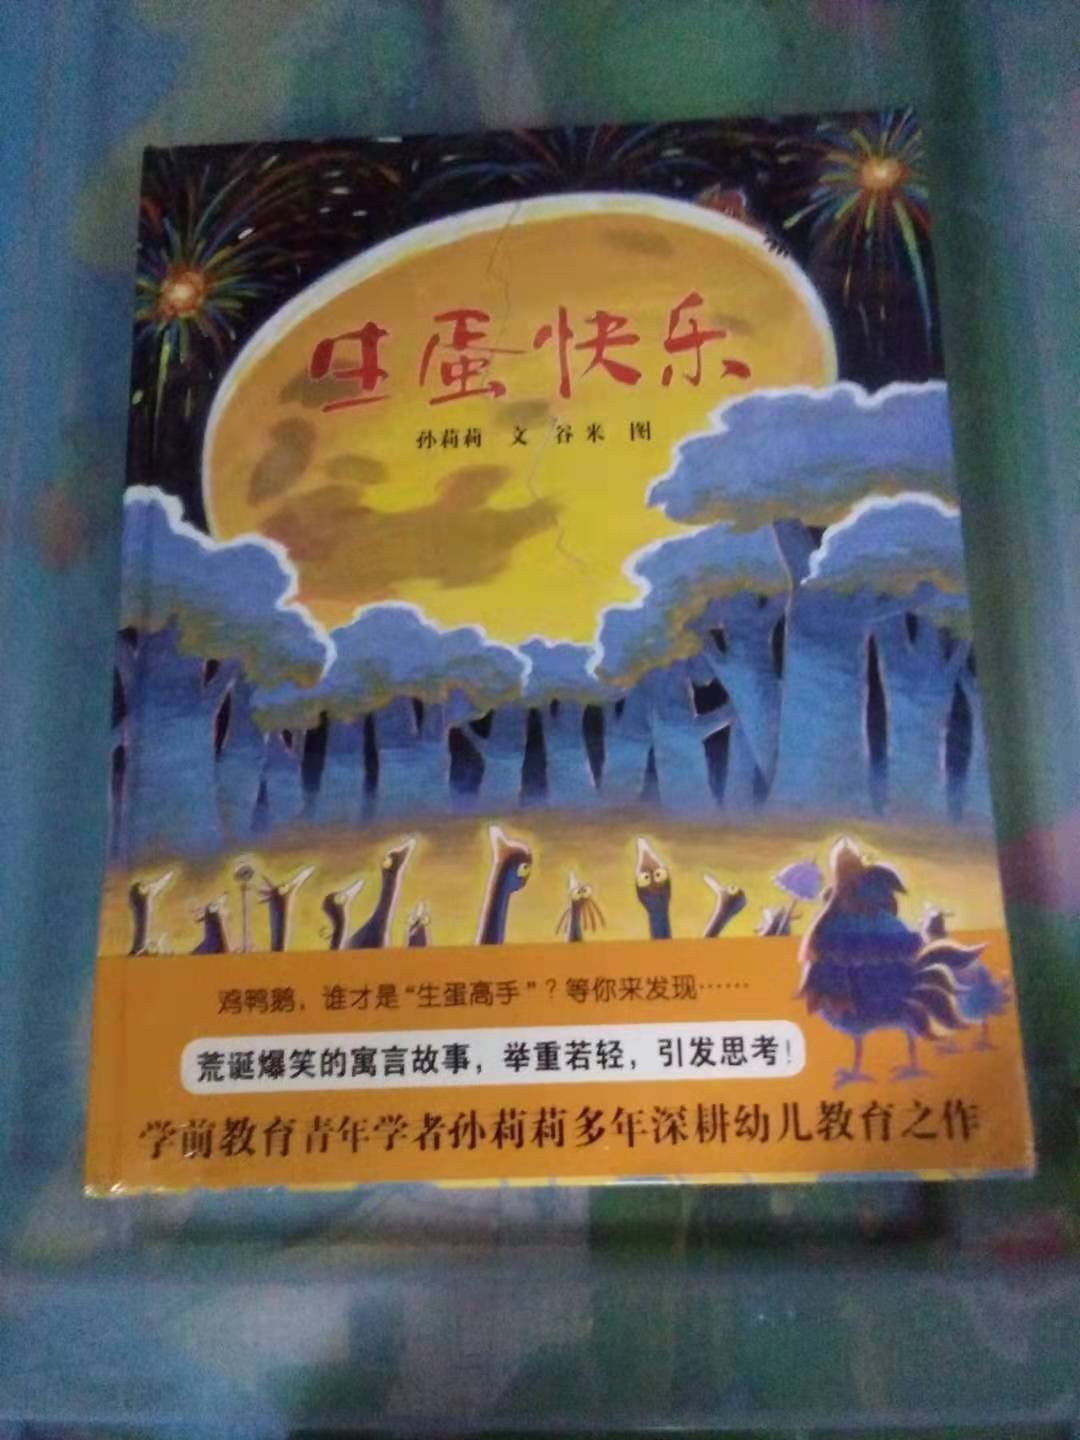 生蛋快乐
孙莉莉 文 谷米 图
鸡鸭鹅，谁才是“生蛋高手”？等你来发现……
荒诞爆笑的寓言故事，举重若轻，引发思考！
学前教育青年学者孙莉莉多年深耕幼儿教育之作